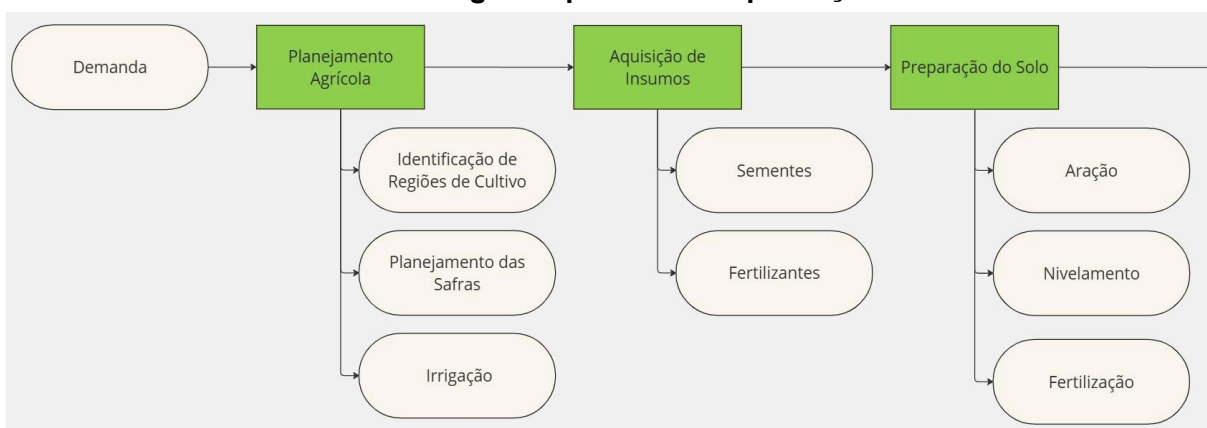 Demanda
Planejamento
Agrícola
Identificação de
Regiões de Cultivo
Planejamento das
Safras
Irrigação
Aquisição de
Insumos
Sementes
Fertilizantes
Preparação do Solo
Aração
Nivelamento
Fertilização